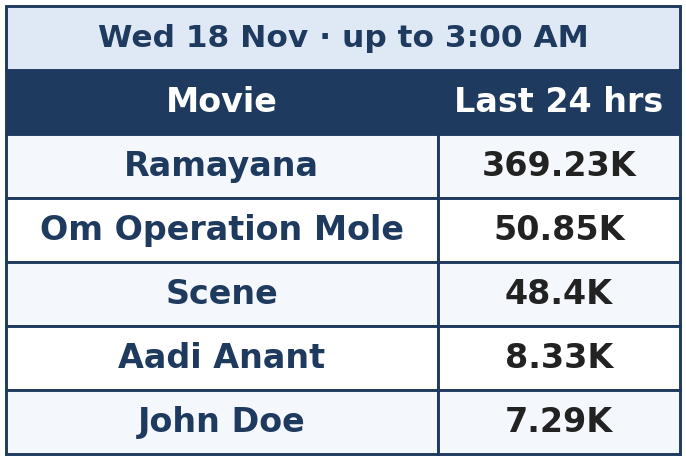 Wed 18 Nov · up to 3:00 AM
Movie Last 24 hrs
Ramayana 369.23K
Om Operation Mole 50.85K
Scene 48.4K
Aadi Anant 8.33K
John Doe 7.29K